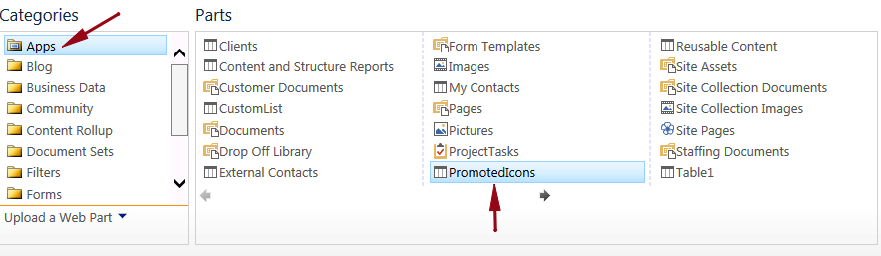 Categories
Apps
Blog
Business Data
Community
Content Rollup
Document Sets
Filters
Forms
Upload a Web Part
Parts
Clients
Content and Structure Reports
Customer Documents
CustomList
Documents
Drop Off Library
External Contacts
Form Templates
Images
My Contacts
Pages
Pictures
ProjectTasks
PromotedIcons
Reusable Content
Site Assets
Site Collection Documents
Site Collection Images
Site Pages
Staffing Documents
Table1